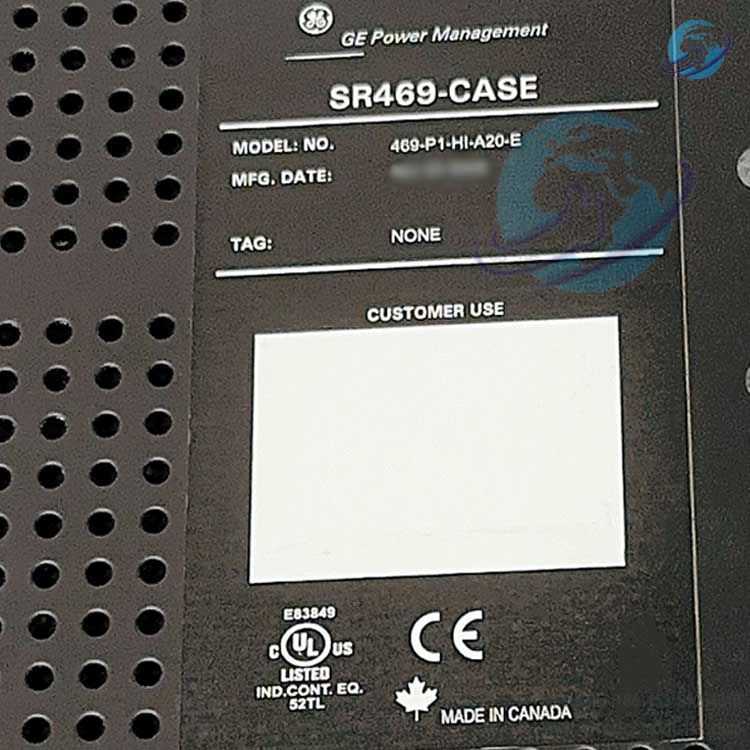 GE Power Management
SR469-CASE
MODEL: NO. 469-P1-HI-A20-E
MFG. DATE:
TAG: NONE
CUSTOMER USE
E83849
C UL US
LISTED
IND.CONT. EQ.
52TL
CE
MADE IN CANADA